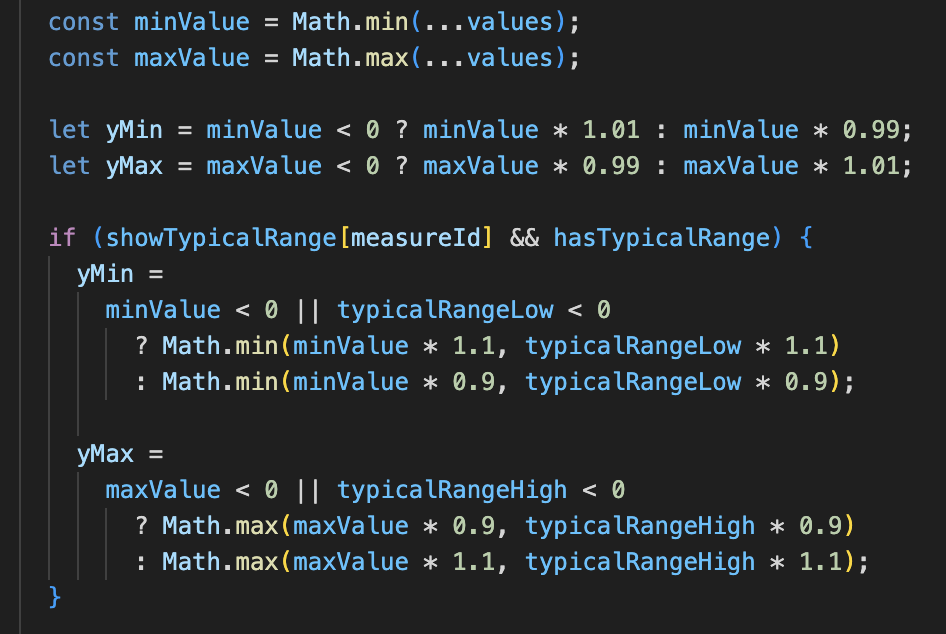 const minValue = Math.min(...values);
const maxValue = Math.max(...values);
let yMin = minValue < 0 ? minValue * 1.01 : minValue * 0.99;
let yMax = maxValue < 0 ? maxValue * 0.99 : maxValue * 1.01;
if (showTypicalRange[measureId] && hasTypicalRange) {
yMin =
minValue < 0 || typicalRangeLow < 0
? Math.min(minValue * 1.1, typicalRangeLow * 1.1)
: Math.min(minValue * 0.9, typicalRangeLow * 0.9);
yMax =
maxValue < 0 || typicalRangeHigh < 0
? Math.max(maxValue * 0.9, typicalRangeHigh * 0.9)
: Math.max(maxValue * 1.1, typicalRangeHigh * 1.1);
}